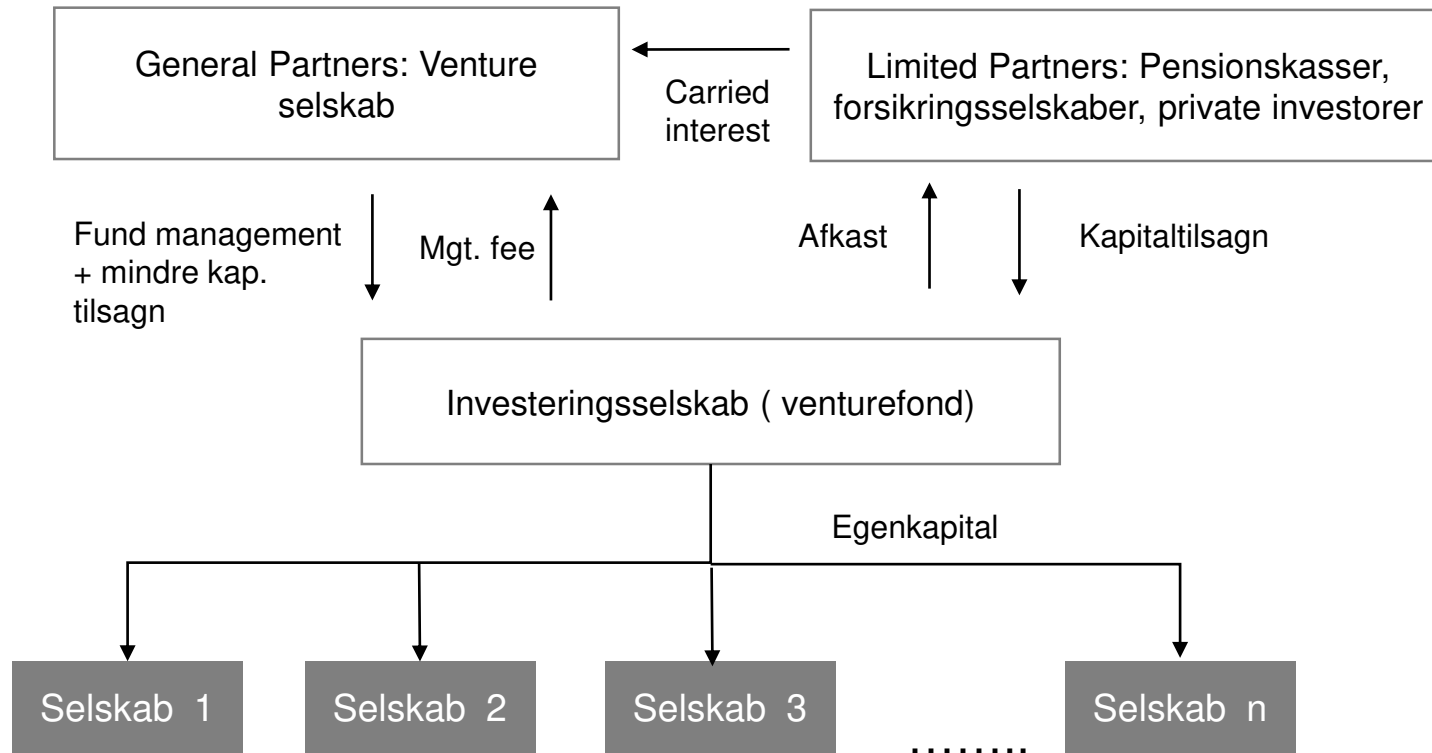 General Partners: Venture
selskab
Carried
interest
Limited Partners: Pensionskasser,
forsikringsselskaber, private investorer
Fund management
+ mindre kap.
tilsagn
Mgt. fee
Afkast
Kapitaltilsagn
Investeringsselskab ( venturefond)
Egenkapital
Selskab 1
Selskab 2
Selskab 3
........
Selskab n